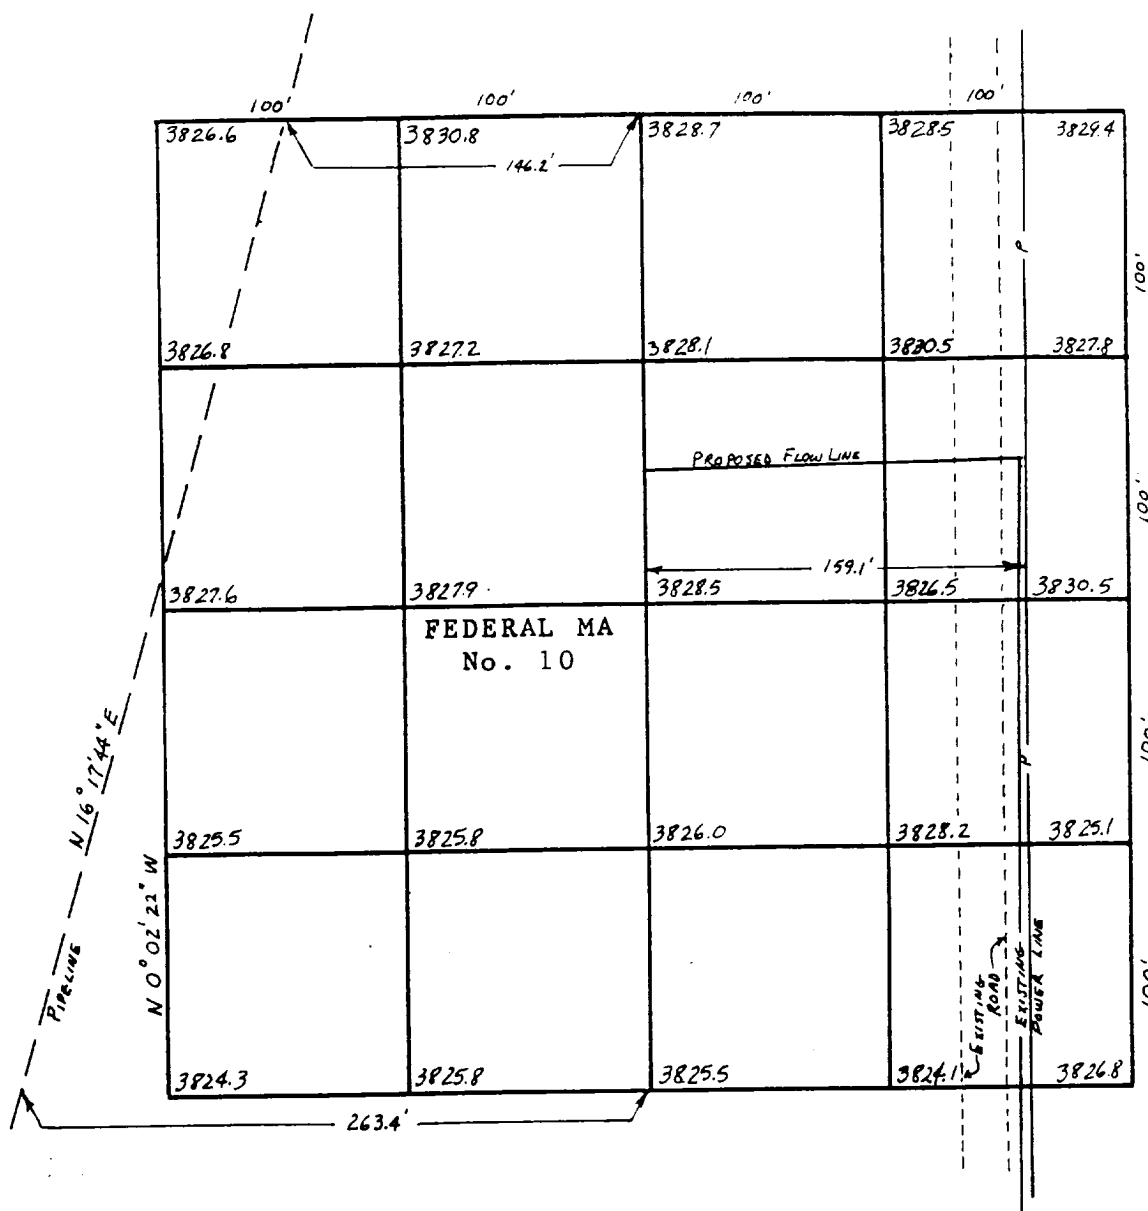 100' 100' 100' 100'
3826.6 3830.8 3828.7 3828.5 3829.4
146.2'
P
100'
3826.8 3827.2 3828.1 3830.5 3827.8
PROPOSED FLOW LINE
100'
159.1'
3827.6 3827.9 3828.5 3826.5 3830.5
FEDERAL MA
No. 10
N 16° 17' 44" E
100'
P
3825.5 3825.8 3826.0 3828.2 3825.1
N 0° 02' 22" W
PIPELINE
EXISTING
ROAD
EXISTING
POWER LINE
100'
3824.3 3825.8 3825.5 3824.1 3826.8
263.4'